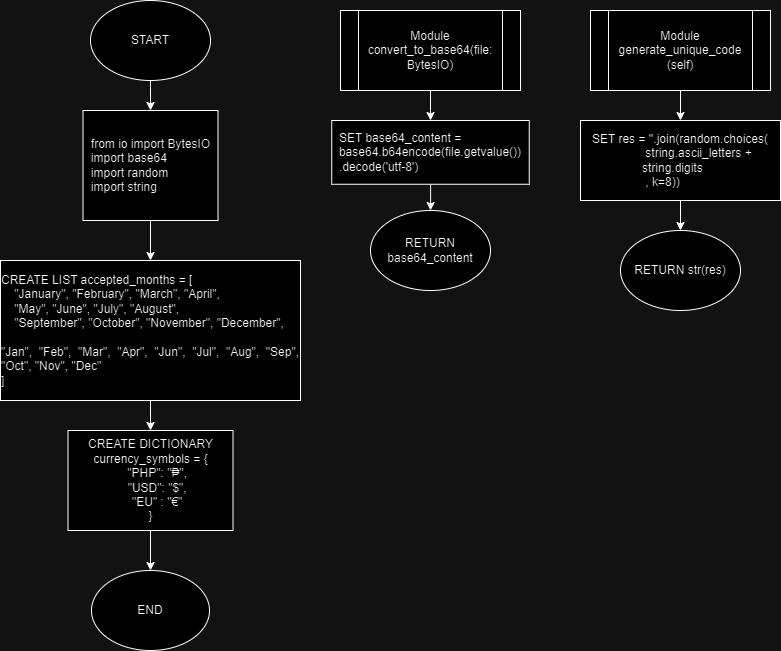 START
from io import BytesIO
import base64
import random
import string
CREATE LIST accepted_months = [
"January", "February", "March", "April",
"May", "June", "July", "August",
"September", "October", "November", "December",
"Jan", "Feb", "Mar", "Apr", "Jun", "Jul", "Aug", "Sep",
"Oct", "Nov", "Dec"
]
CREATE DICTIONARY
currency_symbols = {
"PHP": "₱",
"USD": "$",
"EU" : "€"
}
END
Module
convert_to_base64(file:
BytesIO)
SET base64_content =
base64.b64encode(file.getvalue())
.decode('utf-8')
RETURN
base64_content
Module
generate_unique_code
(self)
SET res = ''.join(random.choices(
string.ascii_letters +
string.digits
, k=8))
RETURN str(res)